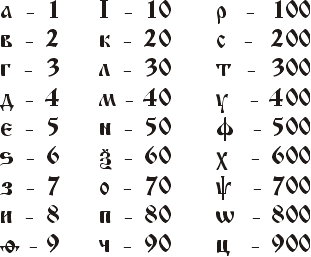 а - 1 І - 10 р - 100
в - 2 к - 20 с - 200
г - 3 л - 30 т - 300
д - 4 м - 40 ѵ - 400
є - 5 н - 50 ф - 500
ѕ - 6 ѯ - 60 х - 600
з - 7 о - 70 ѱ - 700
и - 8 п - 80 ѡ - 800
ѳ - 9 ч - 90 ц - 900